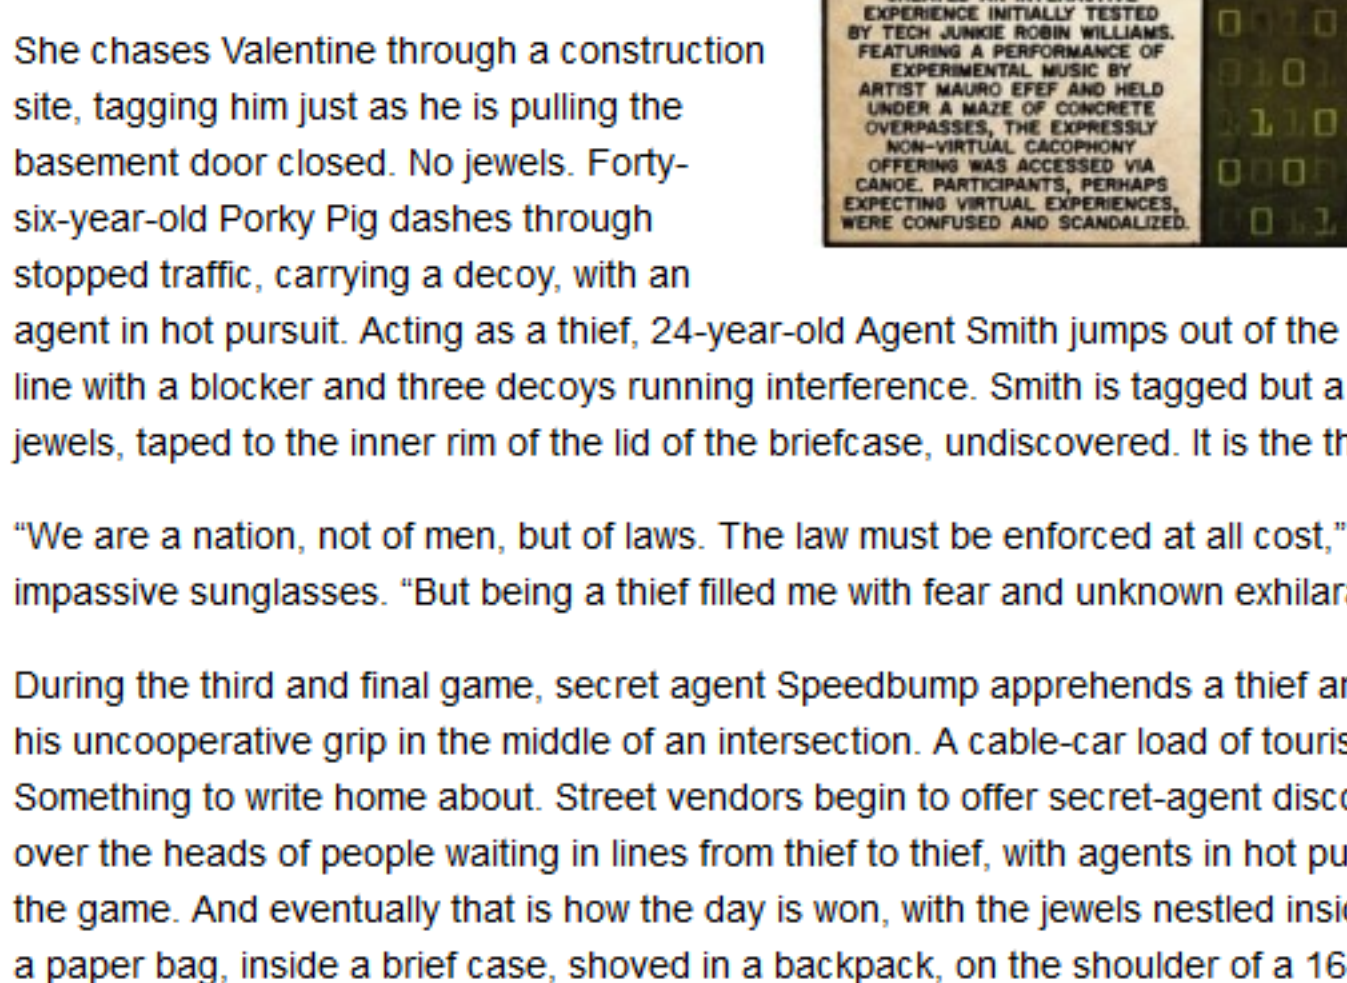 She chases Valentine through a construction
site, tagging him just as he is pulling the
basement door closed. No jewels. Forty-
six-year-old Porky Pig dashes through
stopped traffic, carrying a decoy, with an
agent in hot pursuit. Acting as a thief, 24-year-old Agent Smith jumps out of the
line with a blocker and three decoys running interference. Smith is tagged but a
jewels, taped to the inner rim of the lid of the briefcase, undiscovered. It is the th
“We are a nation, not of men, but of laws. The law must be enforced at all cost,”
impassive sunglasses. “But being a thief filled me with fear and unknown exhilara
During the third and final game, secret agent Speedbump apprehends a thief an
his uncooperative grip in the middle of an intersection. A cable-car load of touris
Something to write home about. Street vendors begin to offer secret-agent disco
over the heads of people waiting in lines from thief to thief, with agents in hot pu
the game. And eventually that is how the day is won, with the jewels nestled insid
a paper bag, inside a brief case, shoved in a backpack, on the shoulder of a 16
EXPERIENCE INITIALLY TESTED
BY TECH JUNKIE ROBIN WILLIAMS.
FEATURING A PERFORMANCE OF
EXPERIMENTAL MUSIC BY
ARTIST MAURO EFEF AND HELD
UNDER A MAZE OF CONCRETE
OVERPASSES, THE EXPRESSLY
NON-VIRTUAL CACOPHONY
OFFERING WAS ACCESSED VIA
CANOE. PARTICIPANTS, PERHAPS
EXPECTING VIRTUAL EXPERIENCES,
WERE CONFUSED AND SCANDALIZED.